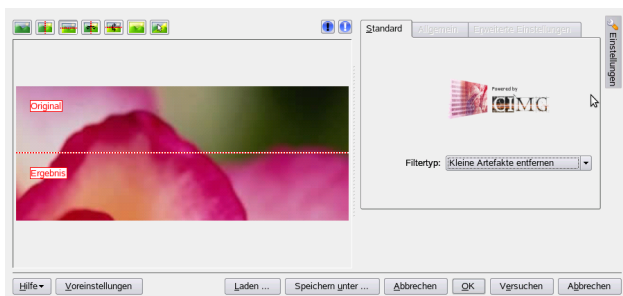 Standard
Allgemein
Erweiterte Einstellungen
Einstellungen
Original
Ergebnis
Powered by
CIMG
Filtertyp: Kleine Artefakte entfernen
Hilfe
Voreinstellungen
Laden ...
Speichern unter ...
Abbrechen
OK
Versuchen
Abbrechen